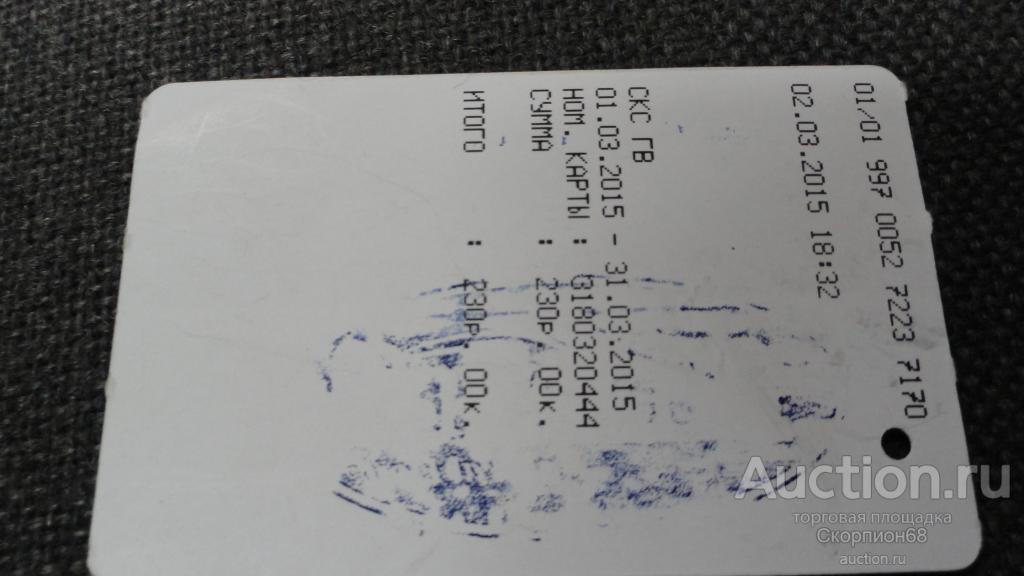 01/01 997 0052 7223 7170
02.03.2015 18:32
СКС ГВ
01.03.2015 - 31.03.2015
НОМ. КАРТЫ : 3180320444
СУММА : 230р. 00к.
ИТОГО : 230р. 00к.
Auction.ru
торговая площадка
Скорпион68
auction.ru